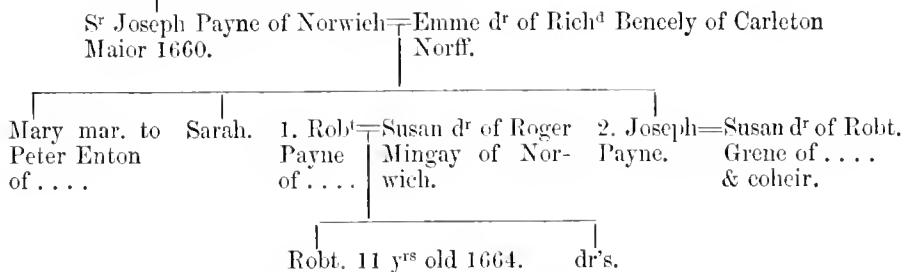 Sʳ Joseph Payne of Norwich=Emme dʳ of Richᵈ Bencely of Carleton
Maior 1660. Norff.
Mary mar. to Sarah. 1. Robᵗ=Susan dʳ of Roger 2. Joseph=Susan dʳ of Robt.
Peter Enton Payne Mingay of Nor- Payne. Grene of . . . .
of . . . . of . . . . wich. & coheir.
Robt. 11 yʳˢ old 1664. dr's.